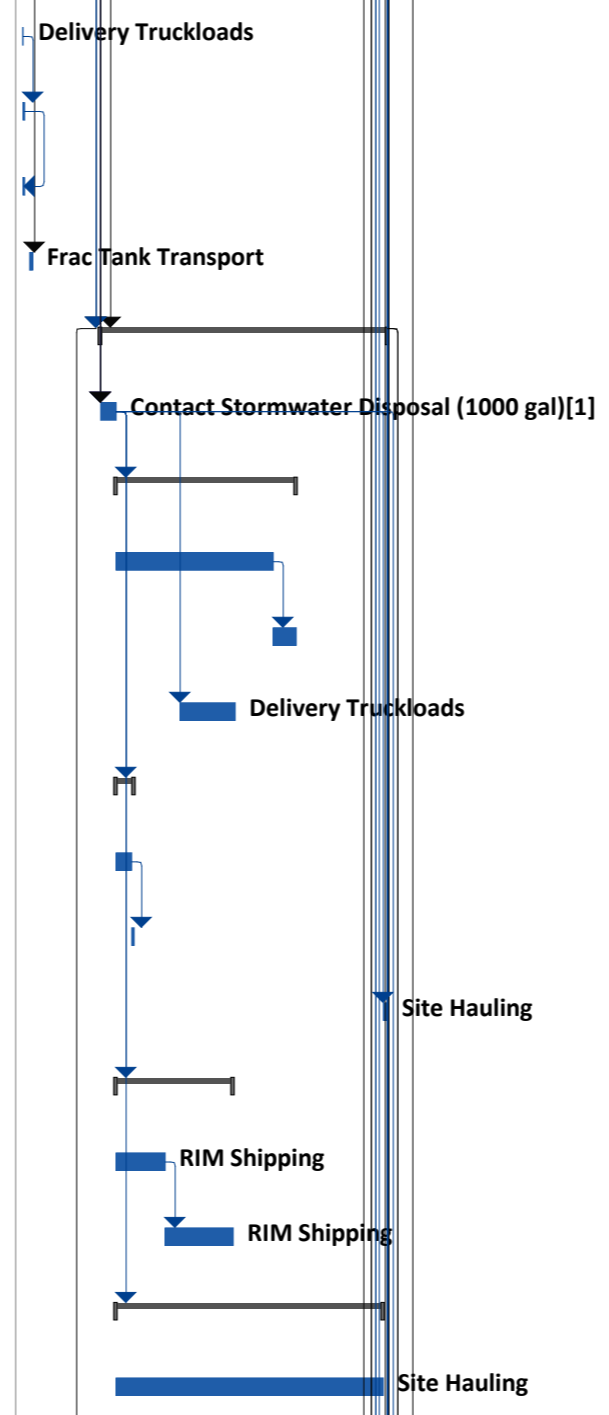 Delivery Truckloads
Frac Tank Transport
Contact Stormwater Disposal (1000 gal)[1]
Delivery Truckloads
Site Hauling
RIM Shipping
RIM Shipping
Site Hauling